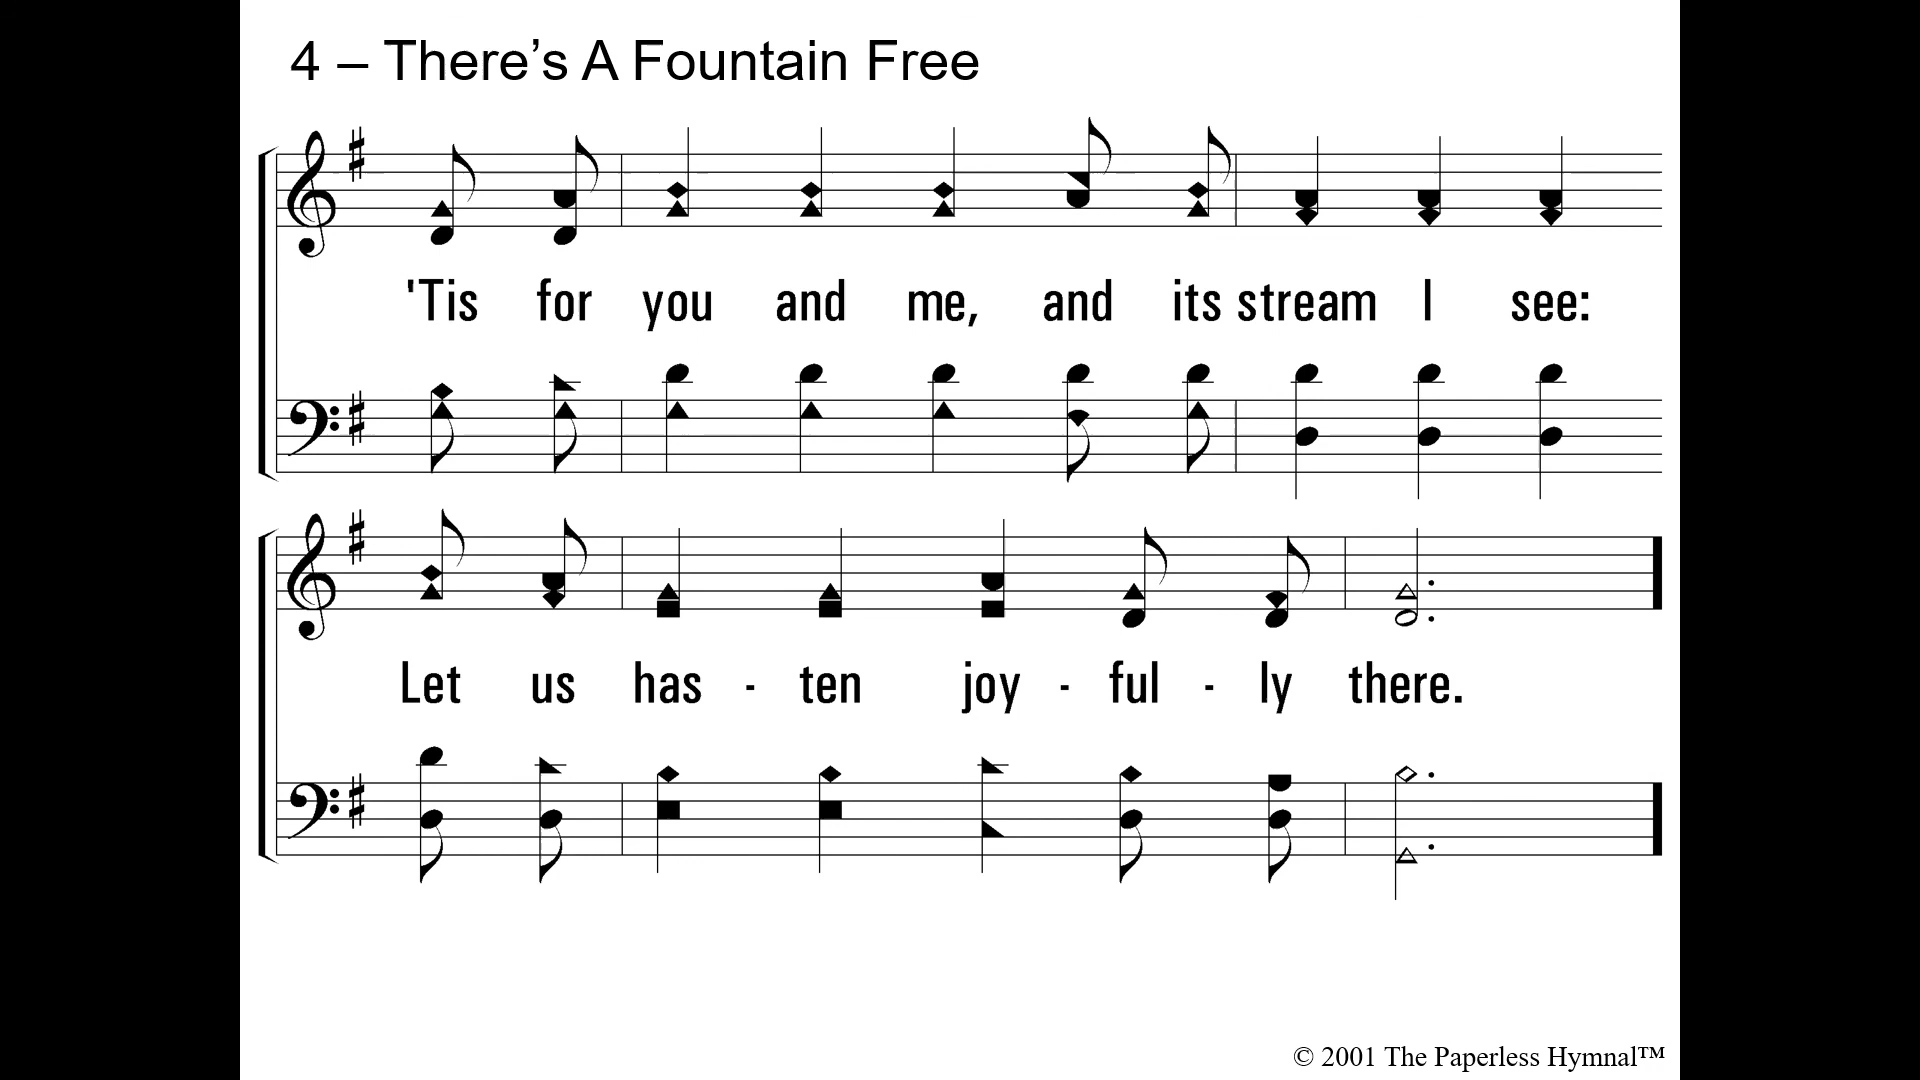 4 – There’s A Fountain Free
'Tis for you and me, and its stream I see:
Let us has - ten joy - ful - ly there.
© 2001 The Paperless Hymnal™